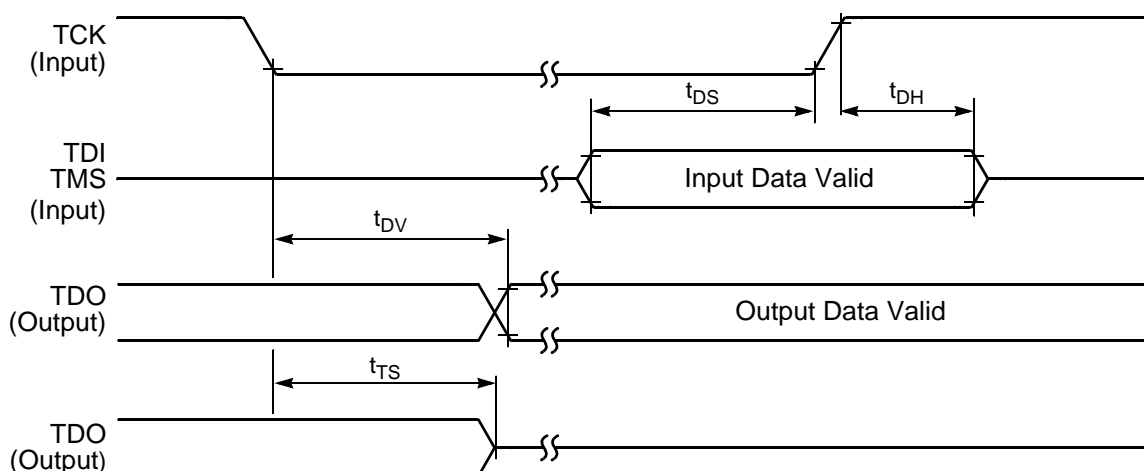 TCK
(Input)
tDS
tDH
TDI
TMS
(Input)
Input Data Valid
tDV
TDO
(Output)
Output Data Valid
tTS
TDO
(Output)